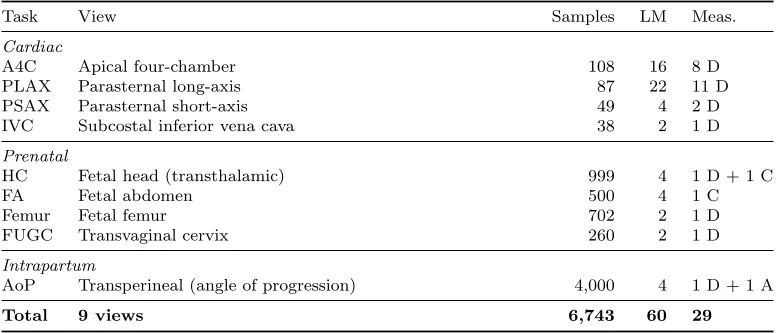 Task View Samples LM Meas.
Cardiac
A4C Apical four-chamber 108 16 8 D
PLAX Parasternal long-axis 87 22 11 D
PSAX Parasternal short-axis 49 4 2 D
IVC Subcostal inferior vena cava 38 2 1 D
Prenatal
HC Fetal head (transthalamic) 999 4 1 D + 1 C
FA Fetal abdomen 500 4 1 C
Femur Fetal femur 702 2 1 D
FUGC Transvaginal cervix 260 2 1 D
Intrapartum
AoP Transperineal (angle of progression) 4,000 4 1 D + 1 A
Total 9 views 6,743 60 29